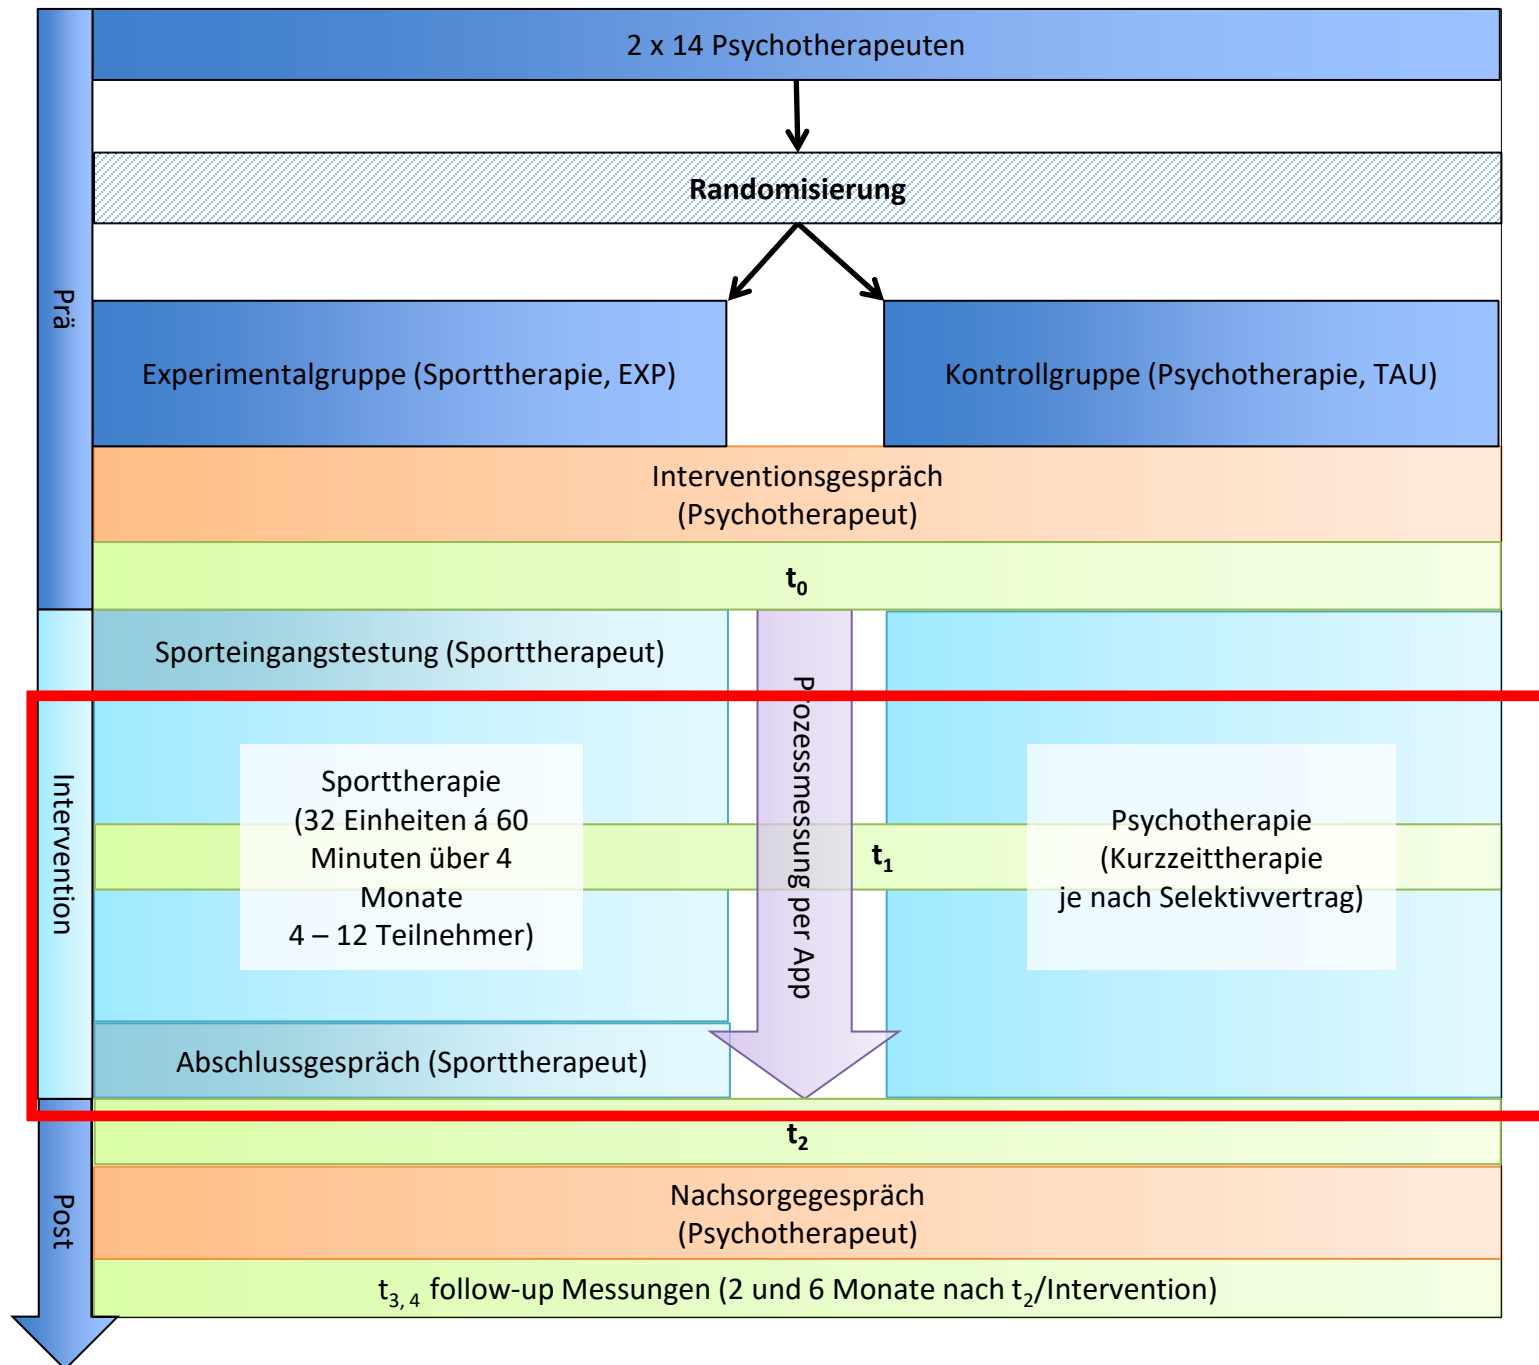 2 x 14 Psychotherapeuten
Randomisierung
Prä
Experimentalgruppe (Sporttherapie, EXP)
Kontrollgruppe (Psychotherapie, TAU)
Interventionsgespräch
(Psychotherapeut)
t0
Sporteingangstestung (Sporttherapeut)
Intervention
Sporttherapie
(32 Einheiten á 60
Minuten über 4
Monate
4 – 12 Teilnehmer)
Prozessmessung per App
t1
Psychotherapie
(Kurzzeittherapie
je nach Selektivvertrag)
Abschlussgespräch (Sporttherapeut)
t2
Post
Nachsorgegespräch
(Psychotherapeut)
t3, 4 follow-up Messungen (2 und 6 Monate nach t2/Intervention)